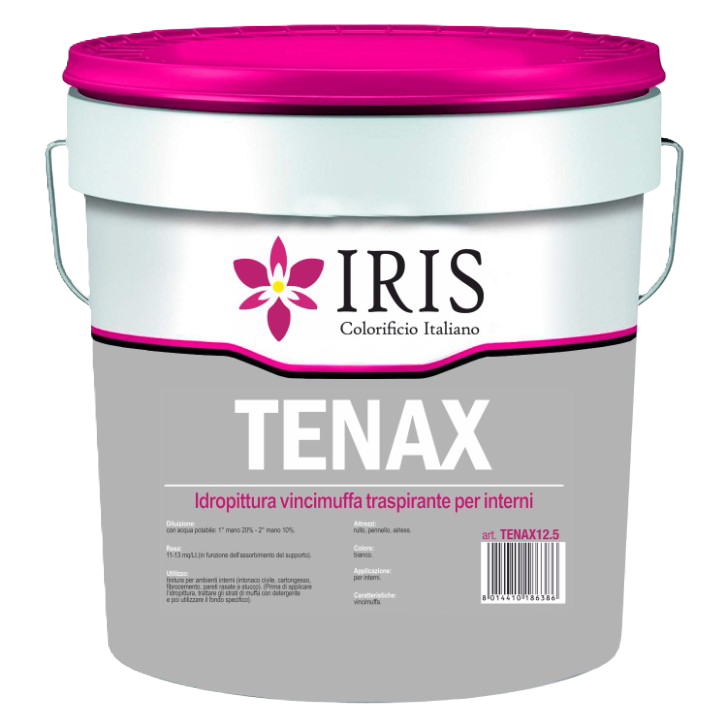 IRIS
Colorificio Italiano
TENAX
Idropittura vincimuffa traspirante per interni
Diluizione:
con acqua potabile: 1° mano 20% - 2° mano 10%.
Resa:
11-13 mq/Lt.(in funzione dell'assorbimento del supporto).
Utilizzo:
finitura per ambienti interni (intonaco civile, cartongesso,
fibrocemento, pareti rasate a stucco). (Prima di applicare
l'idropittura, trattare gli strati di muffa con detergente
e poi utilizzare il fondo specifico).
Attrezzi:
rullo, pennello, airless.
Colore:
bianco.
Applicazione:
per interni.
Caratteristiche:
vincimuffa.
art. TENAX12.5
8 014410 186386